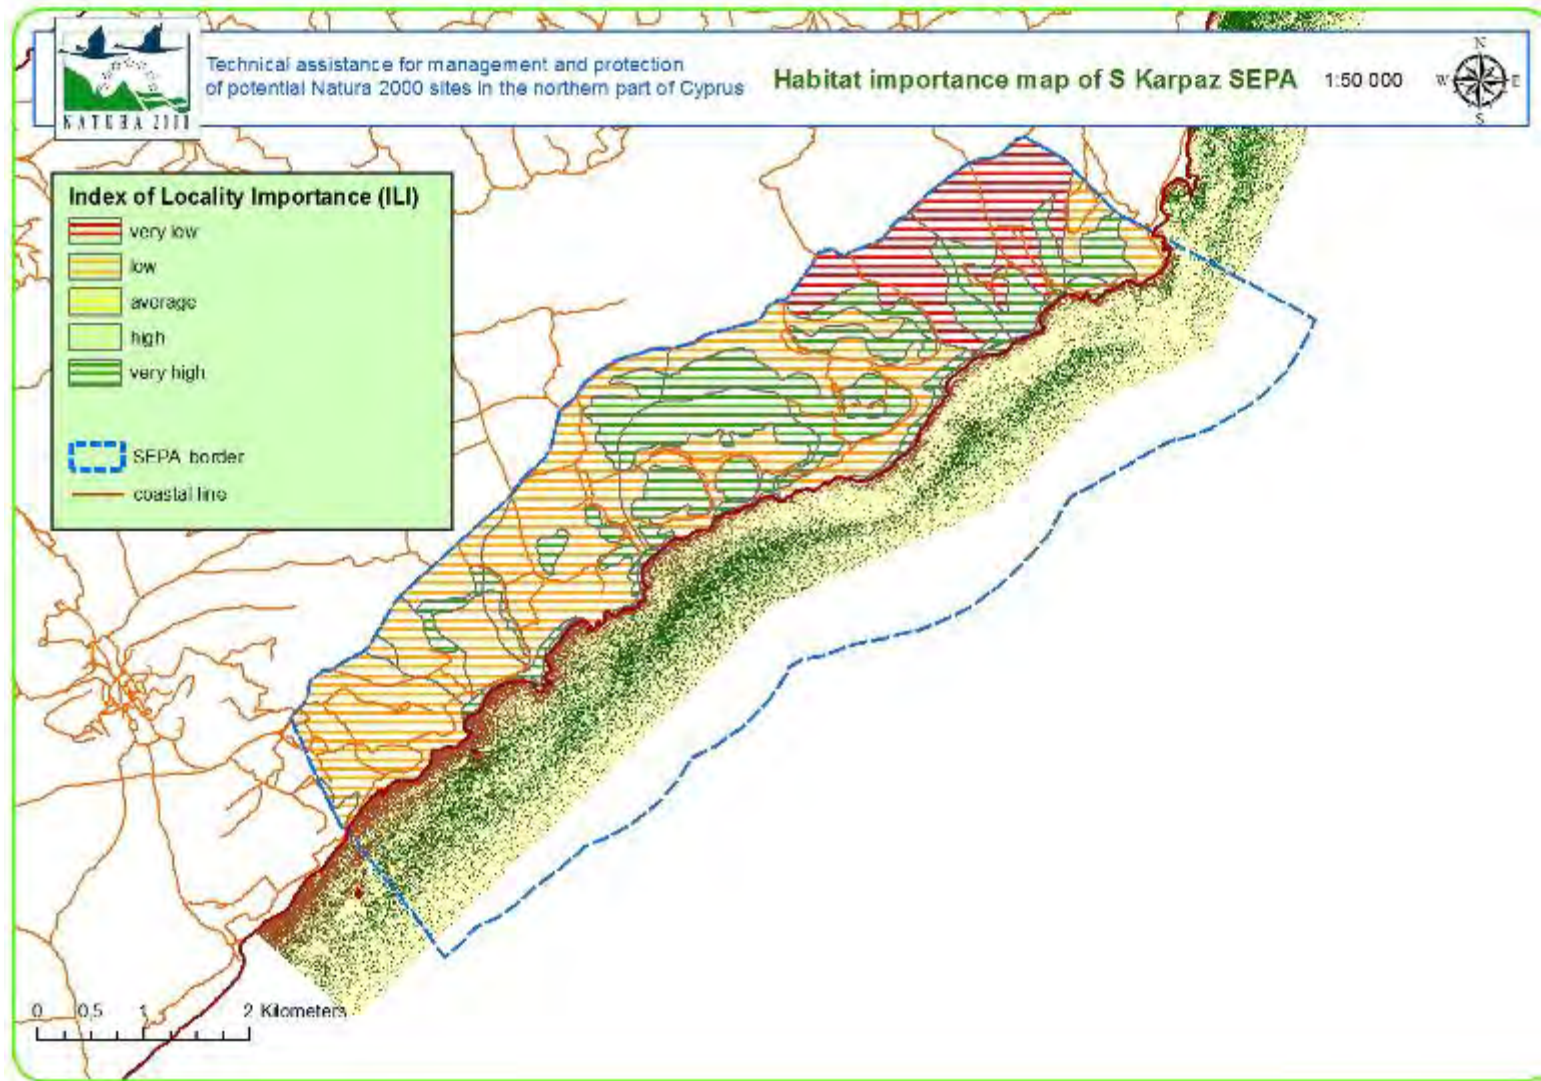 Technical assistance for management and protection
of potential Natura 2000 sites in the northern part of Cyprus
Habitat importance map of S Karpaz SEPA
1:50 000
N
W E
S
NATURA 2000
Index of Locality Importance (ILI)
very low
low
average
high
very high
SEPA border
coastal line
0 0,5 1 2 Kilometers